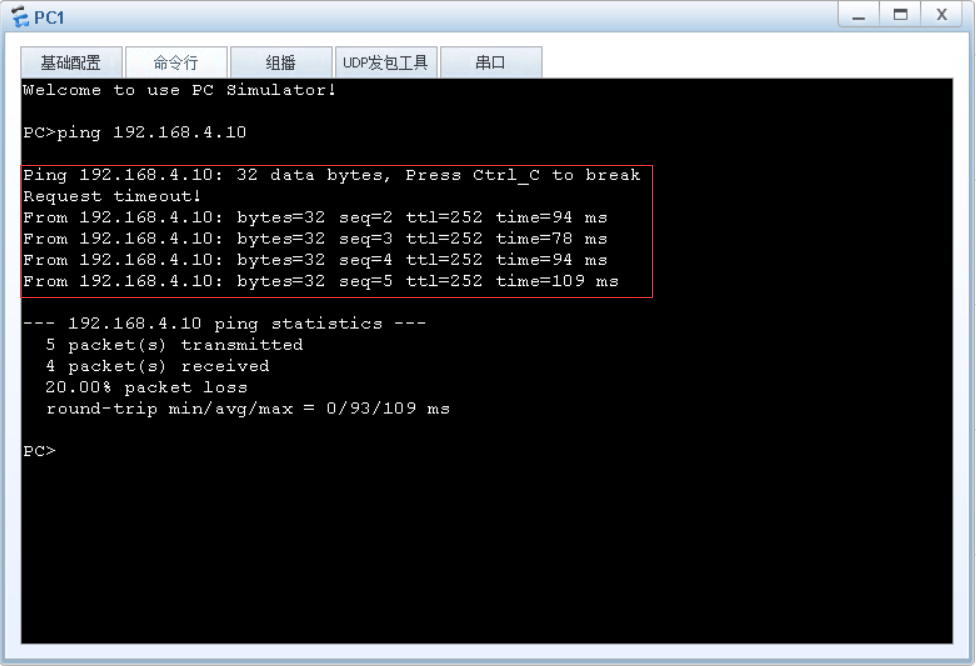 PC1
基础配置 命令行 组播 UDP发包工具 串口
Welcome to use PC Simulator!
PC>ping 192.168.4.10
Ping 192.168.4.10: 32 data bytes, Press Ctrl_C to break
Request timeout!
From 192.168.4.10: bytes=32 seq=2 ttl=252 time=94 ms
From 192.168.4.10: bytes=32 seq=3 ttl=252 time=78 ms
From 192.168.4.10: bytes=32 seq=4 ttl=252 time=94 ms
From 192.168.4.10: bytes=32 seq=5 ttl=252 time=109 ms
--- 192.168.4.10 ping statistics ---
5 packet(s) transmitted
4 packet(s) received
20.00% packet loss
round-trip min/avg/max = 0/93/109 ms
PC>